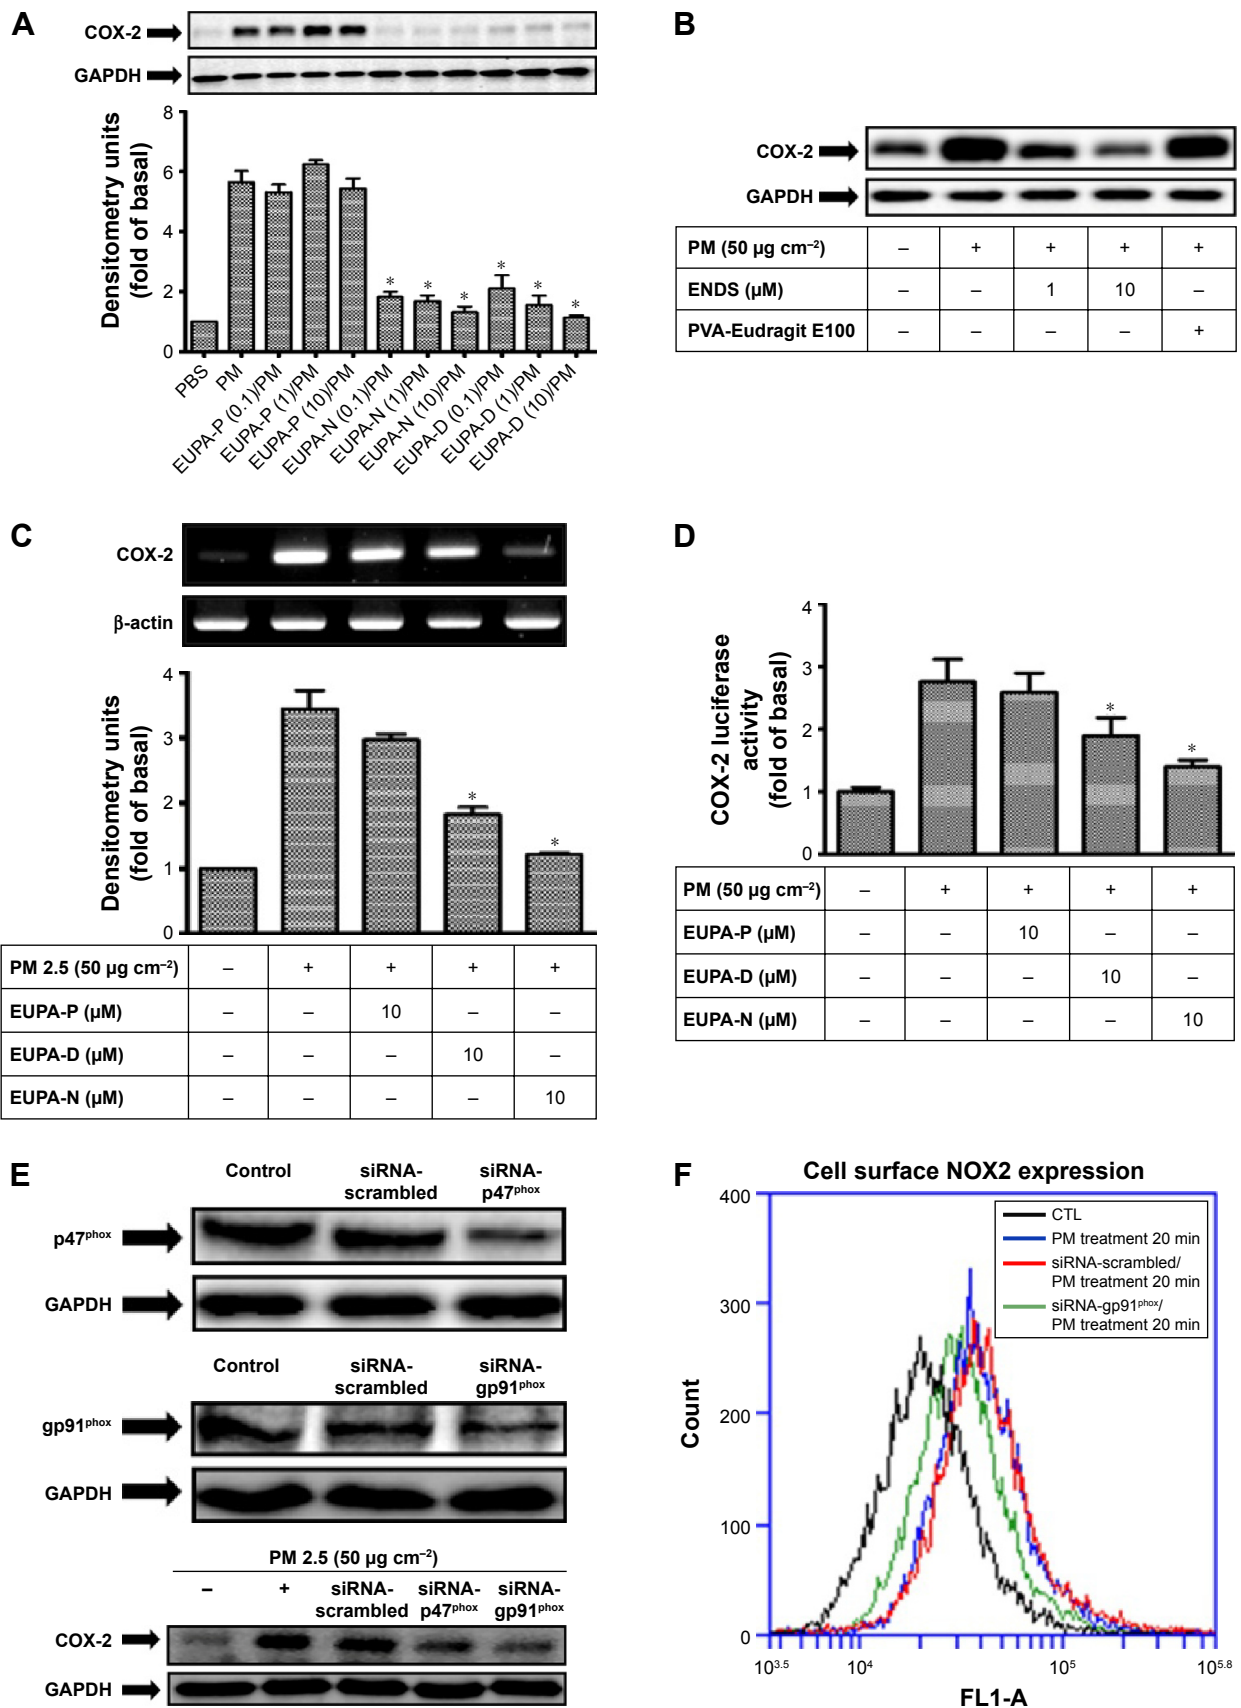 A
COX-2
GAPDH
Densitometry units
(fold of basal)
8
6
4
2
0
* * * * * *
PBS
PM
EUPA-P (0.1)/PM
EUPA-P (1)/PM
EUPA-P (10)/PM
EUPA-N (0.1)/PM
EUPA-N (1)/PM
EUPA-N (10)/PM
EUPA-D (0.1)/PM
EUPA-D (1)/PM
EUPA-D (10)/PM
B
COX-2
GAPDH
PM (50 µg cm⁻²) – + + + +
ENDS (µM) – – 1 10 –
PVA-Eudragit E100 – – – – +
C
COX-2
β-actin
Densitometry units
(fold of basal)
4
3
2
1
0
* *
PM 2.5 (50 µg cm⁻²) – + + + +
EUPA-P (µM) – – 10 – –
EUPA-D (µM) – – – 10 –
EUPA-N (µM) – – – – 10
D
COX-2 luciferase
activity
(fold of basal)
4
3
2
1
0
* *
PM (50 µg cm⁻²) – + + + +
EUPA-P (µM) – – 10 – –
EUPA-D (µM) – – – 10 –
EUPA-N (µM) – – – – 10
E
Control siRNA- siRNA-
scrambled p47ᵖʰᵒˣ
p47ᵖʰᵒˣ
GAPDH
Control siRNA- siRNA-
scrambled gp91ᵖʰᵒˣ
gp91ᵖʰᵒˣ
GAPDH
PM 2.5 (50 µg cm⁻²)
– + siRNA- siRNA- siRNA-
scrambled p47ᵖʰᵒˣ gp91ᵖʰᵒˣ
COX-2
GAPDH
F
Cell surface NOX2 expression
CTL
PM treatment 20 min
siRNA-scrambled/
PM treatment 20 min
siRNA-gp91ᵖʰᵒˣ/
PM treatment 20 min
Count
400
300
200
100
0
10³·⁵ 10⁴ 10⁵ 10⁵·⁸
FL1-A